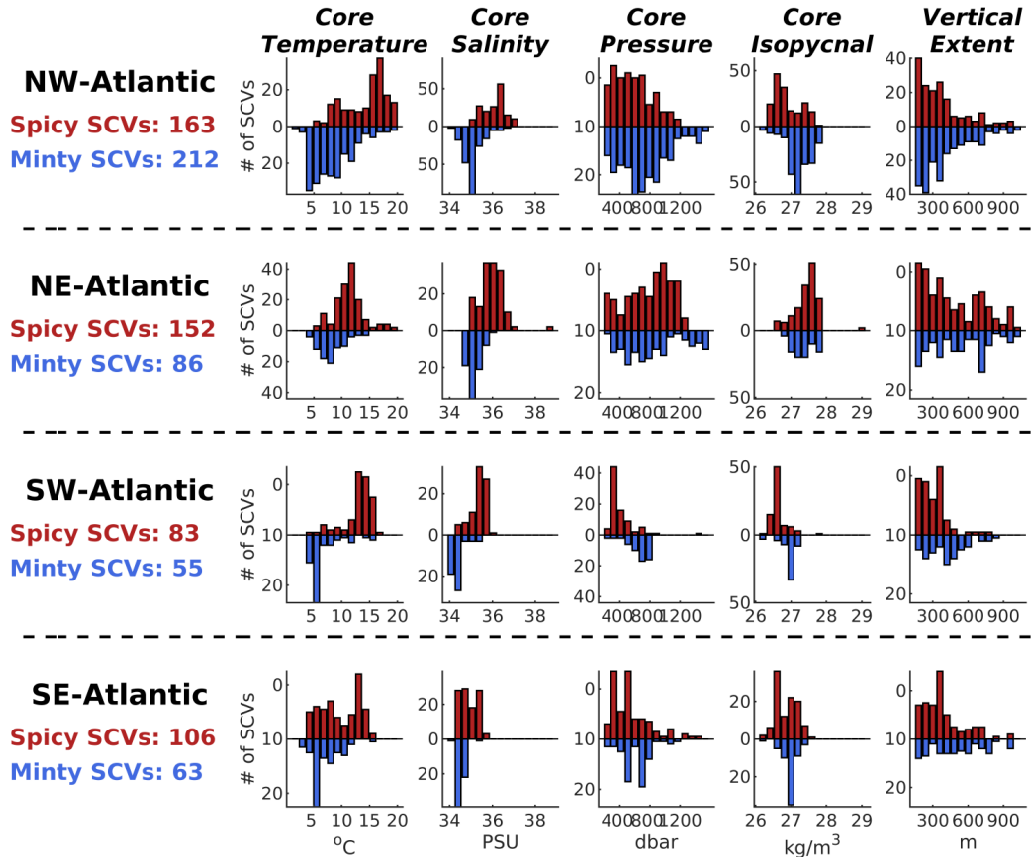 Core Temperature
Core Salinity
Core Pressure
Core Isopycnal
Vertical Extent
NW-Atlantic
Spicy SCVs: 163
Minty SCVs: 212
# of SCVs
20
0
20
5 10 15 20
50
0
50
34 36 38
0
10
20
400 800 1200
50
0
50
26 27 28 29
40
20
0
20
40
300 600 900
NE-Atlantic
Spicy SCVs: 152
Minty SCVs: 86
# of SCVs
40
20
0
20
40
5 10 15 20
20
0
20
34 36 38
0
10
20
400 800 1200
50
0
50
26 27 28 29
0
10
20
300 600 900
SW-Atlantic
Spicy SCVs: 83
Minty SCVs: 55
# of SCVs
0
10
20
5 10 15 20
20
0
20
34 36 38
40
20
0
20
40
400 800 1200
50
0
50
26 27 28 29
0
10
20
300 600 900
SE-Atlantic
Spicy SCVs: 106
Minty SCVs: 63
# of SCVs
0
10
20
5 10 15 20
20
0
20
34 36 38
0
10
20
400 800 1200
20
0
20
26 27 28 29
0
10
20
300 600 900
°C
PSU
dbar
kg/m³
m